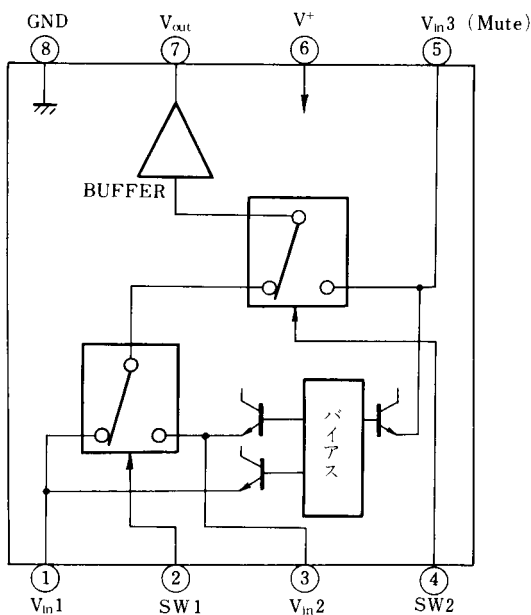 GND Vout V+ Vin3 (Mute)
8 7 6 5
BUFFER
バイアス
1 2 3 4
Vin1 SW1 Vin2 SW2